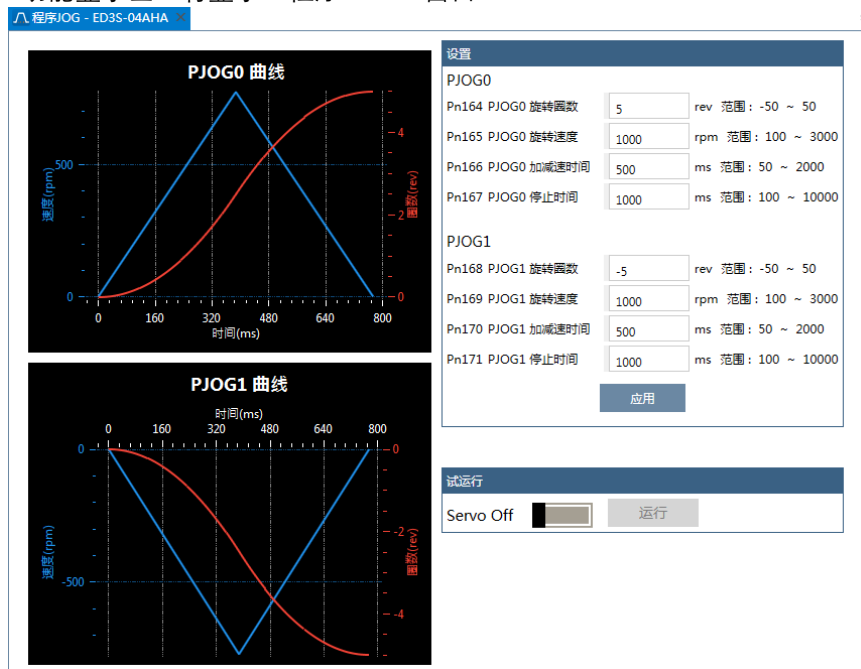 程序JOG - ED3S-04AHA ×
PJOG0 曲线
速度(rpm)
500
0
圈数(rev)
4
2
0
0 160 320 480 640 800
时间(ms)
PJOG1 曲线
时间(ms)
0 160 320 480 640 800
速度(rpm)
0
-500
圈数(rev)
0
-2
-4
设置
PJOG0
Pn164 PJOG0 旋转圈数 5 rev 范围: -50 ~ 50
Pn165 PJOG0 旋转速度 1000 rpm 范围: 100 ~ 3000
Pn166 PJOG0 加减速时间 500 ms 范围: 50 ~ 2000
Pn167 PJOG0 停止时间 1000 ms 范围: 100 ~ 10000
PJOG1
Pn168 PJOG1 旋转圈数 -5 rev 范围: -50 ~ 50
Pn169 PJOG1 旋转速度 1000 rpm 范围: 100 ~ 3000
Pn170 PJOG1 加减速时间 500 ms 范围: 50 ~ 2000
Pn171 PJOG1 停止时间 1000 ms 范围: 100 ~ 10000
应用
试运行
Servo Off 运行